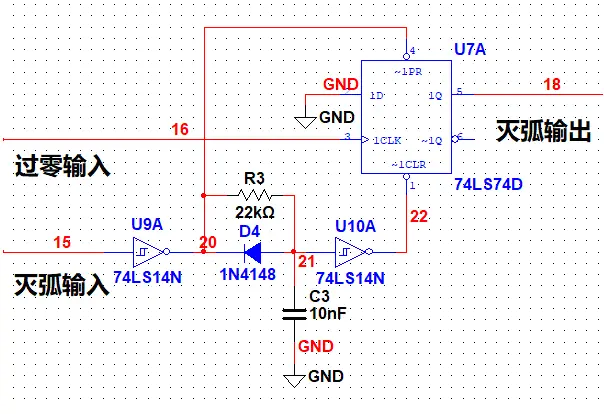 4
U7A
~1PR
GND
1D
1Q
5
18
GND
灭弧输出
16
3
1CLK
~1Q
6
过零输入
~1CLR
R3
1
74LS74D
22kΩ
22
U9A
D4
U10A
15
20
21
74LS14N
1N4148
74LS14N
灭弧输入
C3
10nF
GND
GND